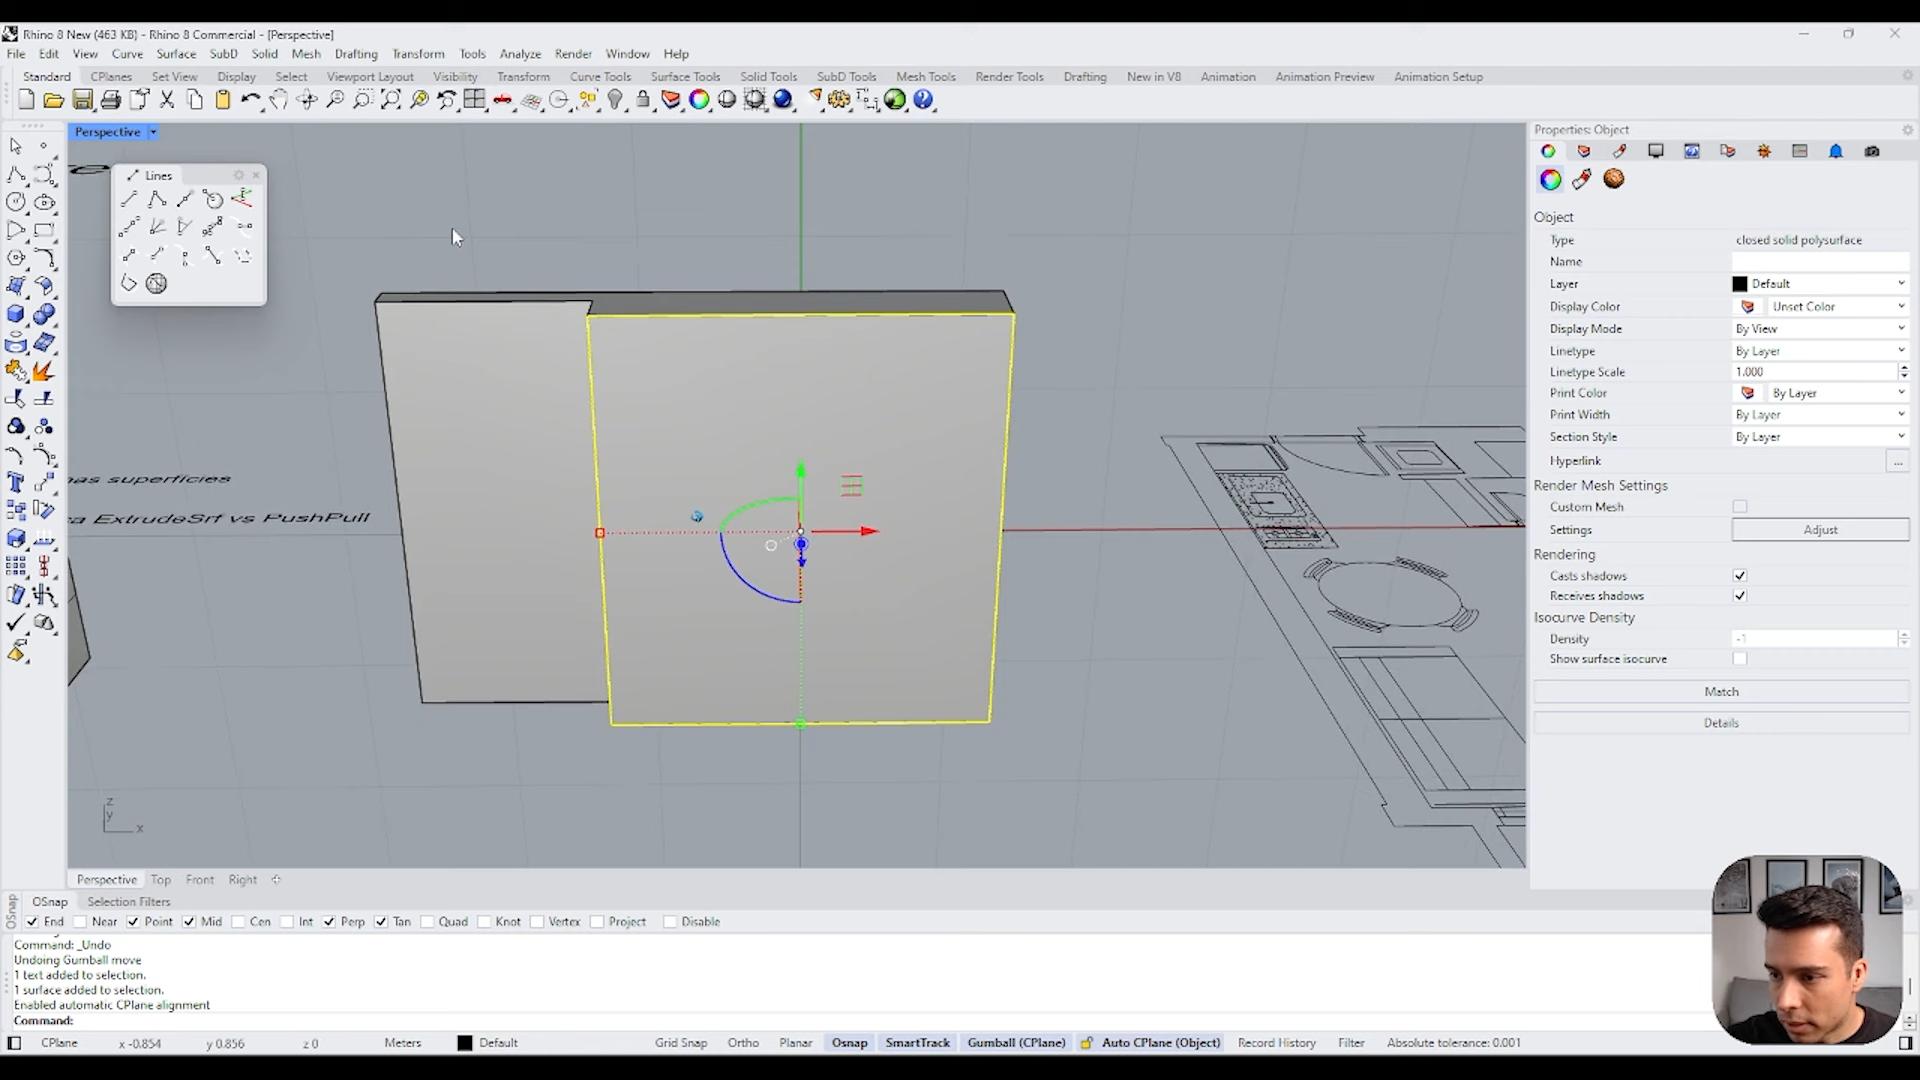 Rhino 8 New (463 KB) - Rhino 8 Commercial - [Perspective]
File Edit View Curve Surface SubD Solid Mesh Drafting Transform Tools Analyze Render Window Help
Standard CPlanes Set View Display Select Viewport Layout Visibility Transform Curve Tools Surface Tools Solid Tools SubD Tools Mesh Tools Render Tools Drafting New in V8 Animation Animation Preview Animation Setup
Perspective
Lines
nas superficies
ra ExtrudeSrf vs PushPull
z
y
x
Properties: Object
Object
Type closed solid polysurface
Name
Layer Default
Display Color Unset Color
Display Mode By View
Linetype By Layer
Linetype Scale 1.000
Print Color By Layer
Print Width By Layer
Section Style By Layer
Hyperlink ...
Render Mesh Settings
Custom Mesh
Settings Adjust
Rendering
Casts shadows
Receives shadows
Isocurve Density
Density -1
Show surface isocurve
Match
Details
Perspective Top Front Right
OSnap
OSnap Selection Filters
End Near Point Mid Cen Int Perp Tan Quad Knot Vertex Project Disable
Command: _Undo
Undoing Gumball move
1 text added to selection.
1 surface added to selection.
Enabled automatic CPlane alignment
Command:
CPlane x -0.854 y 0.856 z 0 Meters Default Grid Snap Ortho Planar Osnap SmartTrack Gumball (CPlane) Auto CPlane (Object) Record History Filter Absolute tolerance: 0.001